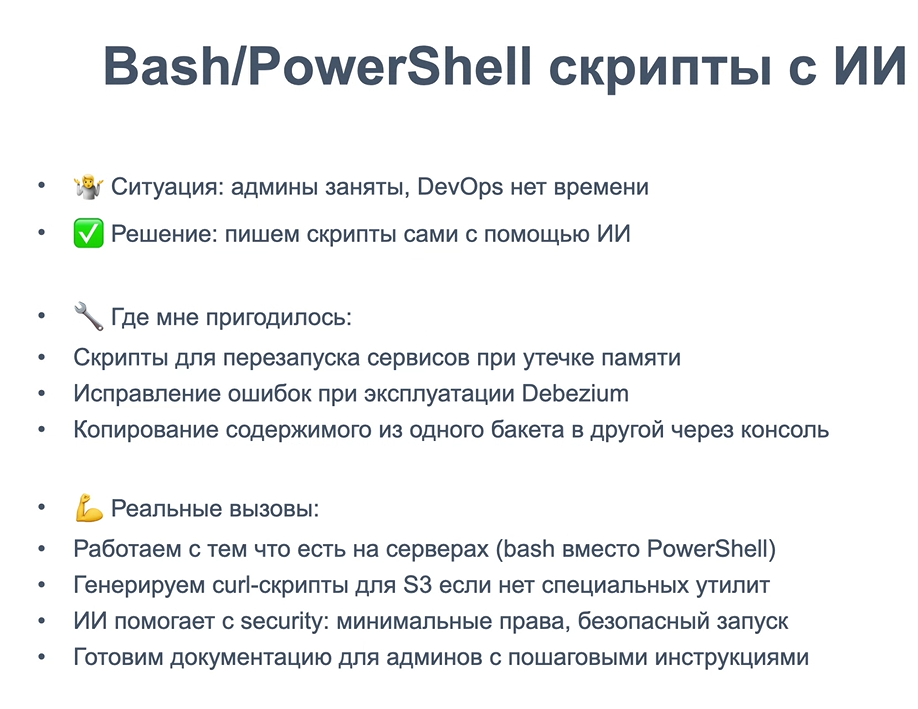 Bash/PowerShell скрипты с ИИ
• 🤷‍♂️ Ситуация: админы заняты, DevOps нет времени
• ✅ Решение: пишем скрипты сами с помощью ИИ
• 🔧 Где мне пригодилось:
• Скрипты для перезапуска сервисов при утечке памяти
• Исправление ошибок при эксплуатации Debezium
• Копирование содержимого из одного бакета в другой через консоль
• 💪 Реальные вызовы:
• Работаем с тем что есть на серверах (bash вместо PowerShell)
• Генерируем curl-скрипты для S3 если нет специальных утилит
• ИИ помогает с security: минимальные права, безопасный запуск
• Готовим документацию для админов с пошаговыми инструкциями